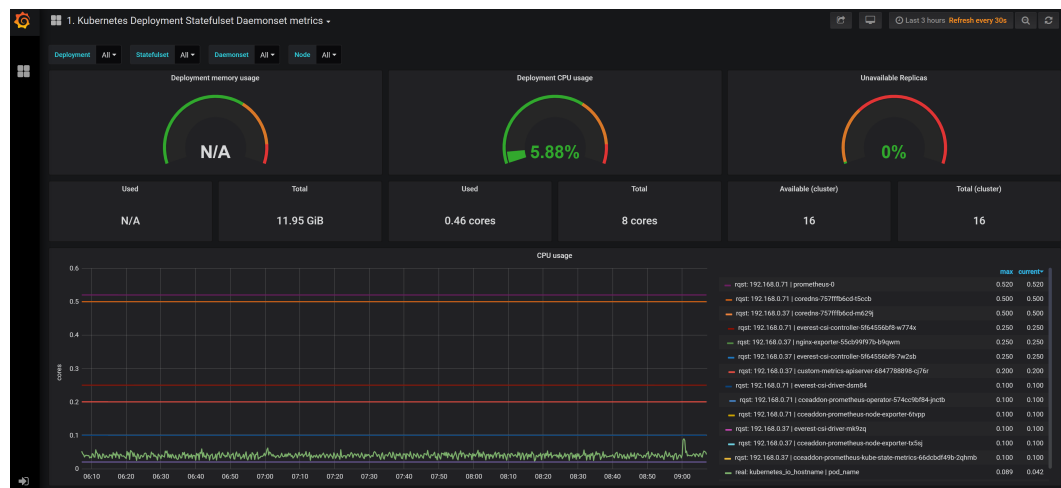 1. Kubernetes Deployment Statefulset Daemonset metrics
Last 3 hours Refresh every 30s
Deployment All Statefulset All Daemonset All Node All
Deployment memory usage
N/A
Deployment CPU usage
5.88%
Unavailable Replicas
0%
Used
N/A
Total
11.95 GiB
Used
0.46 cores
Total
8 cores
Available (cluster)
16
Total (cluster)
16
CPU usage
cores
0.6
0.5
0.4
0.3
0.2
0.1
0
06:10 06:20 06:30 06:40 06:50 07:00 07:10 07:20 07:30 07:40 07:50 08:00 08:10 08:20 08:30 08:40 08:50 09:00
max current
rqst: 192.168.0.71 | prometheus-0 0.520 0.520
rqst: 192.168.0.71 | coredns-757fffb6cd-t5ccb 0.500 0.500
rqst: 192.168.0.37 | coredns-757fffb6cd-m629j 0.500 0.500
rqst: 192.168.0.71 | everest-csi-controller-5f64556bf8-w774x 0.250 0.250
rqst: 192.168.0.37 | nginx-exporter-55cb99f97b-b9qwm 0.250 0.250
rqst: 192.168.0.37 | everest-csi-controller-5f64556bf8-7w2sb 0.250 0.250
rqst: 192.168.0.37 | custom-metrics-apiserver-6847788898-cj76r 0.200 0.200
rqst: 192.168.0.71 | everest-csi-driver-dsm84 0.100 0.100
rqst: 192.168.0.71 | cceaddon-prometheus-operator-574cc9bf84-jnctb 0.100 0.100
rqst: 192.168.0.71 | cceaddon-prometheus-node-exporter-6tvpp 0.100 0.100
rqst: 192.168.0.37 | everest-csi-driver-mk9zq 0.100 0.100
rqst: 192.168.0.37 | cceaddon-prometheus-node-exporter-tx5sj 0.100 0.100
rqst: 192.168.0.37 | cceaddon-prometheus-kube-state-metrics-66dcbdf49b-2qhmb 0.100 0.100
real: kubernetes_io_hostname | pod_name 0.089 0.042